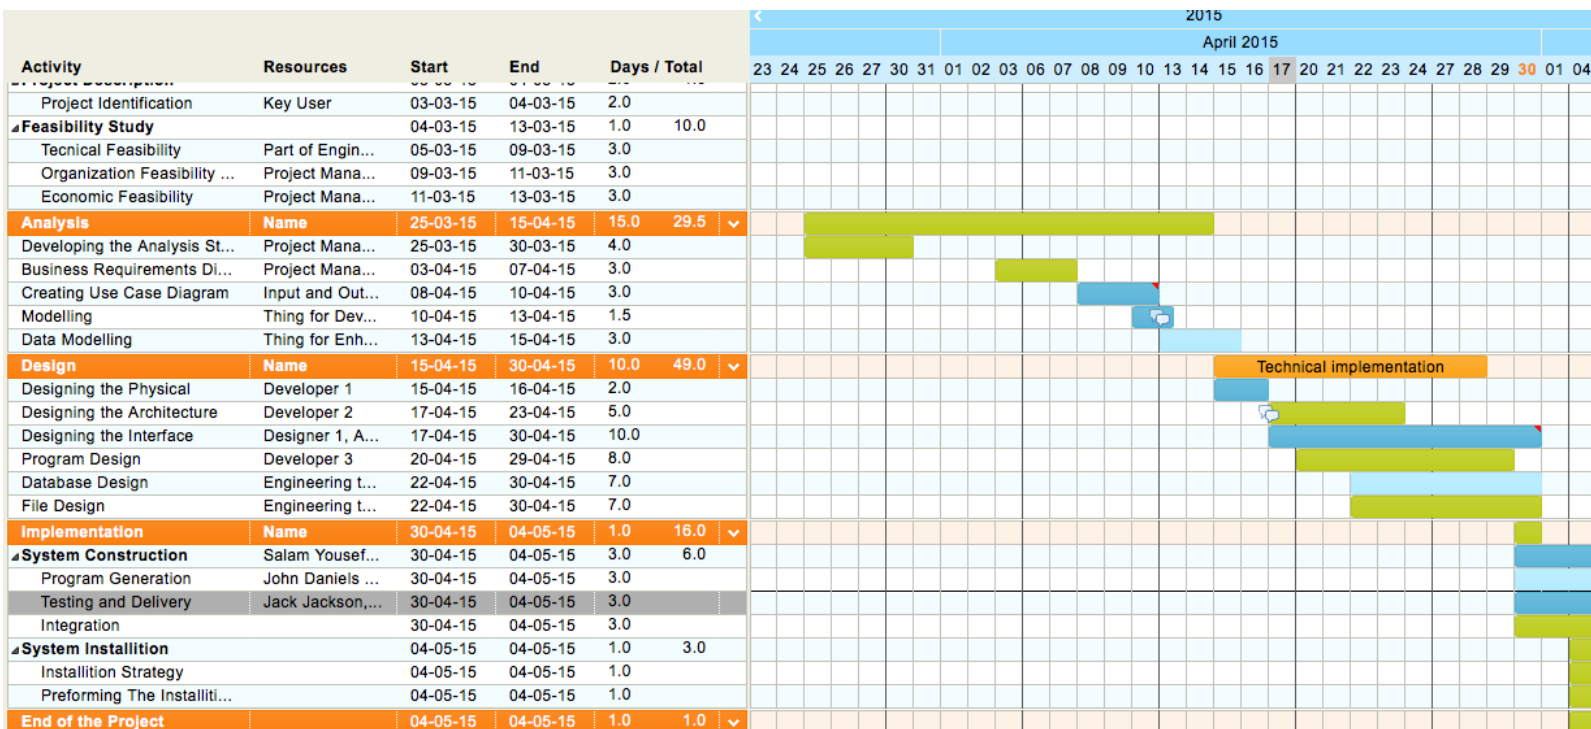 2015
April 2015
Activity Resources Start End Days / Total
23 24 25 26 27 30 31 01 02 03 06 07 08 09 10 13 14 15 16 17 20 21 22 23 24 27 28 29 30 01 04
Project Identification Key User 03-03-15 04-03-15 2.0
Feasibility Study 04-03-15 13-03-15 1.0 10.0
Tecnical Feasibility Part of Engin... 05-03-15 09-03-15 3.0
Organization Feasibility ... Project Mana... 09-03-15 11-03-15 3.0
Economic Feasibility Project Mana... 11-03-15 13-03-15 3.0
Analysis Name 25-03-15 15-04-15 15.0 29.5
Developing the Analysis St... Project Mana... 25-03-15 30-03-15 4.0
Business Requirements Di... Project Mana... 03-04-15 07-04-15 3.0
Creating Use Case Diagram Input and Out... 08-04-15 10-04-15 3.0
Modelling Thing for Dev... 10-04-15 13-04-15 1.5
Data Modelling Thing for Enh... 13-04-15 15-04-15 3.0
Design Name 15-04-15 30-04-15 10.0 49.0 Technical implementation
Designing the Physical Developer 1 15-04-15 16-04-15 2.0
Designing the Architecture Developer 2 17-04-15 23-04-15 5.0
Designing the Interface Designer 1, A... 17-04-15 30-04-15 10.0
Program Design Developer 3 20-04-15 29-04-15 8.0
Database Design Engineering t... 22-04-15 30-04-15 7.0
File Design Engineering t... 22-04-15 30-04-15 7.0
Implementation Name 30-04-15 04-05-15 1.0 16.0
System Construction Salam Yousef... 30-04-15 04-05-15 3.0 6.0
Program Generation John Daniels ... 30-04-15 04-05-15 3.0
Testing and Delivery Jack Jackson,... 30-04-15 04-05-15 3.0
Integration 30-04-15 04-05-15 3.0
System Installition 04-05-15 04-05-15 1.0 3.0
Installition Strategy 04-05-15 04-05-15 1.0
Preforming The Installiti... 04-05-15 04-05-15 1.0
End of the Project 04-05-15 04-05-15 1.0 1.0